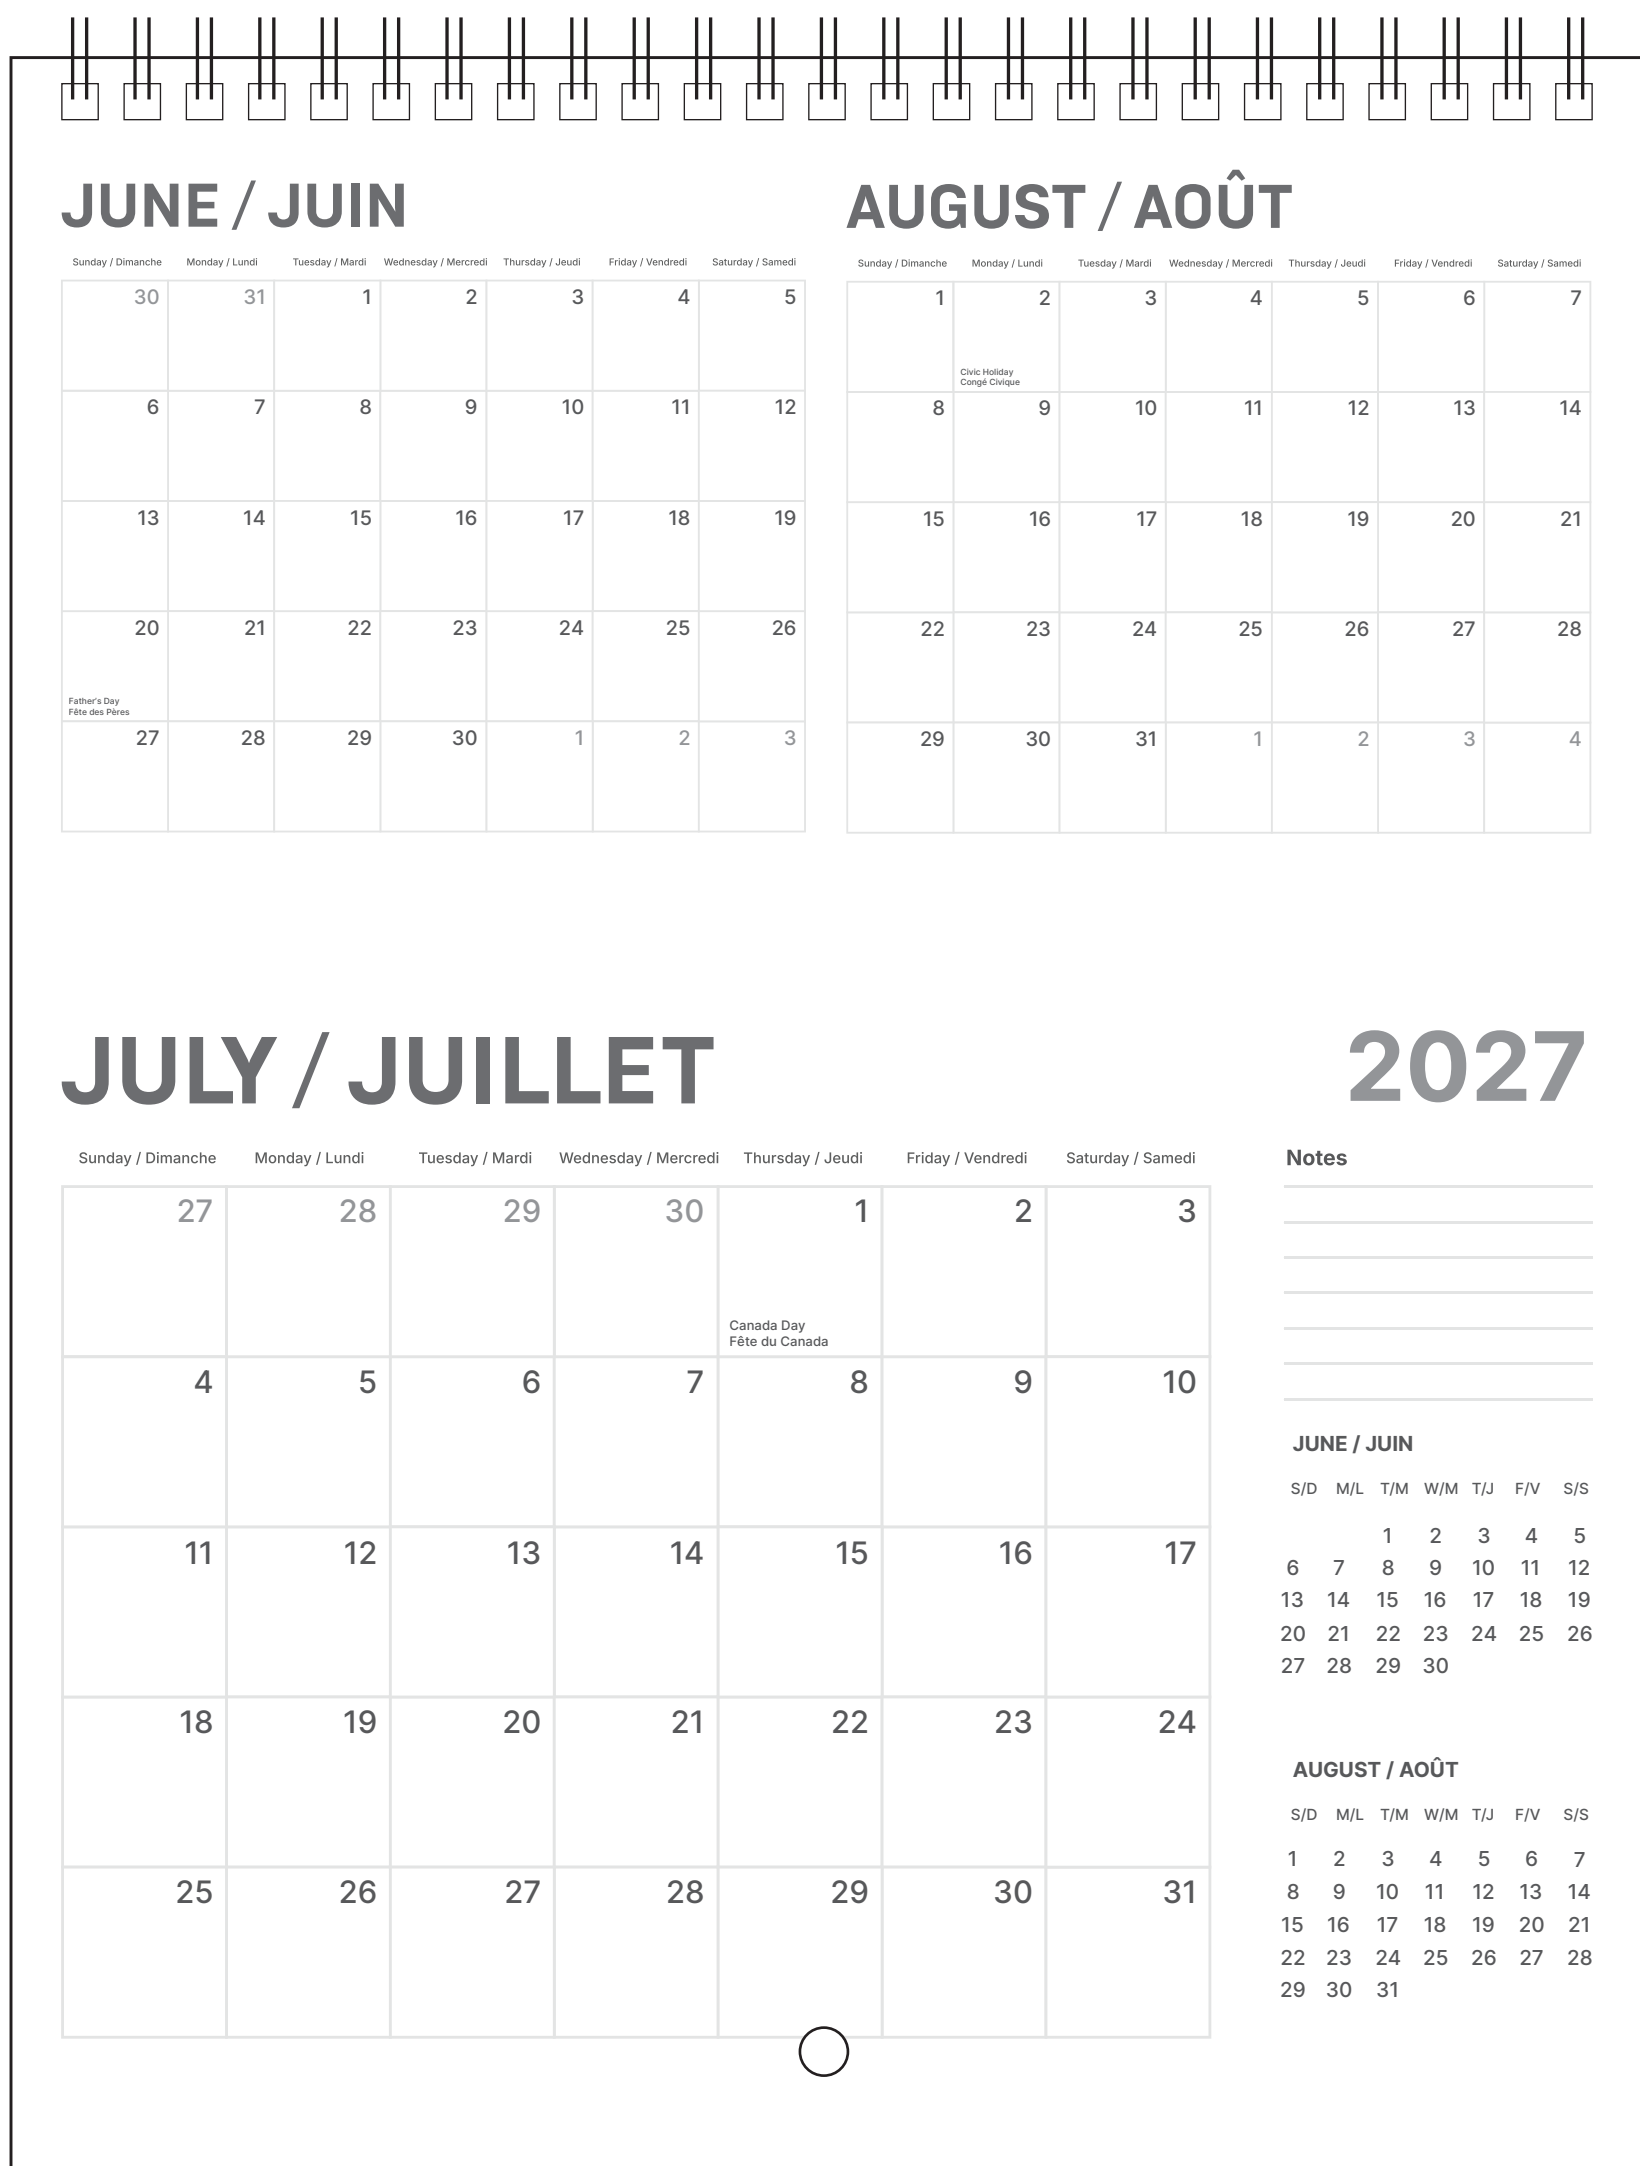 JUNE / JUIN
Sunday / Dimanche Monday / Lundi Tuesday / Mardi Wednesday / Mercredi Thursday / Jeudi Friday / Vendredi Saturday / Samedi
30 31 1 2 3 4 5
6 7 8 9 10 11 12
13 14 15 16 17 18 19
20 21 22 23 24 25 26
Father's Day
Fête des Pères
27 28 29 30 1 2 3
AUGUST / AOÛT
Sunday / Dimanche Monday / Lundi Tuesday / Mardi Wednesday / Mercredi Thursday / Jeudi Friday / Vendredi Saturday / Samedi
1 2 3 4 5 6 7
Civic Holiday
Congé Civique
8 9 10 11 12 13 14
15 16 17 18 19 20 21
22 23 24 25 26 27 28
29 30 31 1 2 3 4
JULY / JUILLET
2027
Sunday / Dimanche Monday / Lundi Tuesday / Mardi Wednesday / Mercredi Thursday / Jeudi Friday / Vendredi Saturday / Samedi
27 28 29 30 1 2 3
Canada Day
Fête du Canada
4 5 6 7 8 9 10
11 12 13 14 15 16 17
18 19 20 21 22 23 24
25 26 27 28 29 30 31
Notes
JUNE / JUIN
S/D M/L T/M W/M T/J F/V S/S
1 2 3 4 5
6 7 8 9 10 11 12
13 14 15 16 17 18 19
20 21 22 23 24 25 26
27 28 29 30
AUGUST / AOÛT
S/D M/L T/M W/M T/J F/V S/S
1 2 3 4 5 6 7
8 9 10 11 12 13 14
15 16 17 18 19 20 21
22 23 24 25 26 27 28
29 30 31